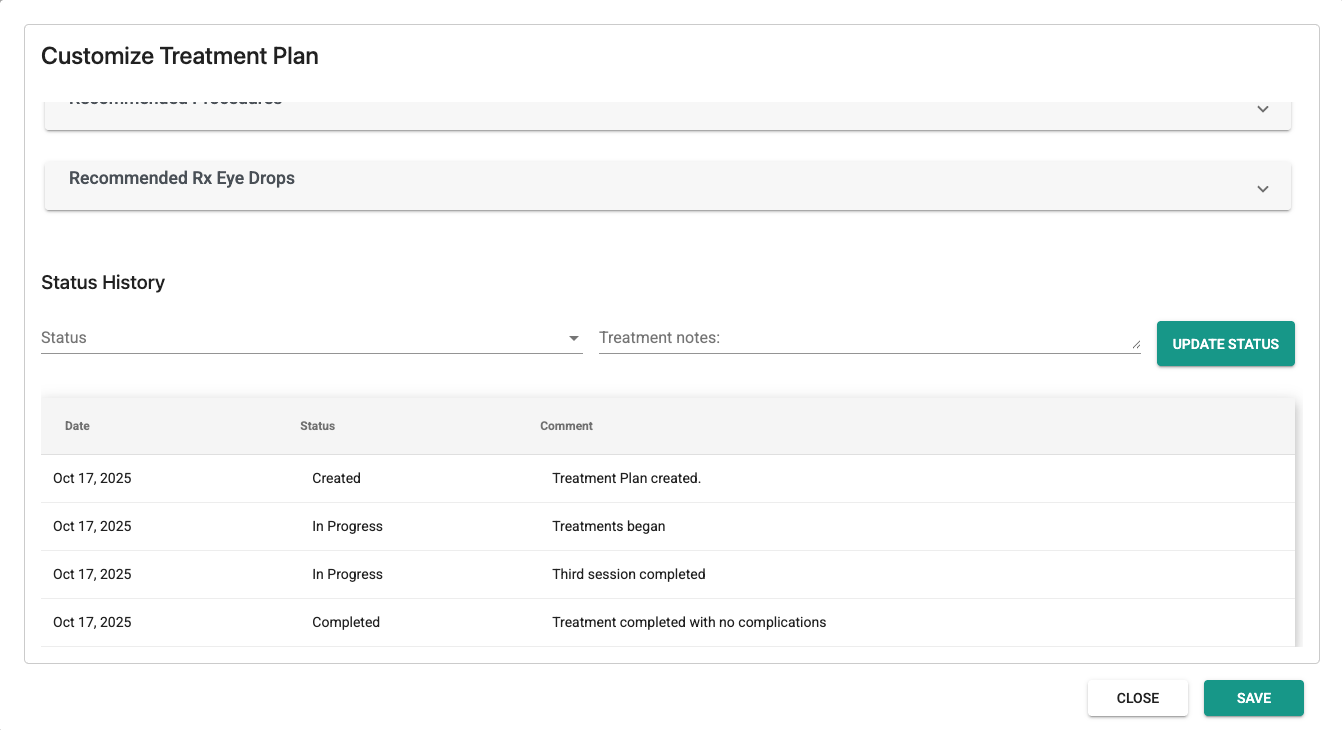 Customize Treatment Plan
Recommended Procedures
Recommended Rx Eye Drops
Status History
Status Treatment notes: UPDATE STATUS
Date Status Comment
Oct 17, 2025 Created Treatment Plan created.
Oct 17, 2025 In Progress Treatments began
Oct 17, 2025 In Progress Third session completed
Oct 17, 2025 Completed Treatment completed with no complications
CLOSE SAVE